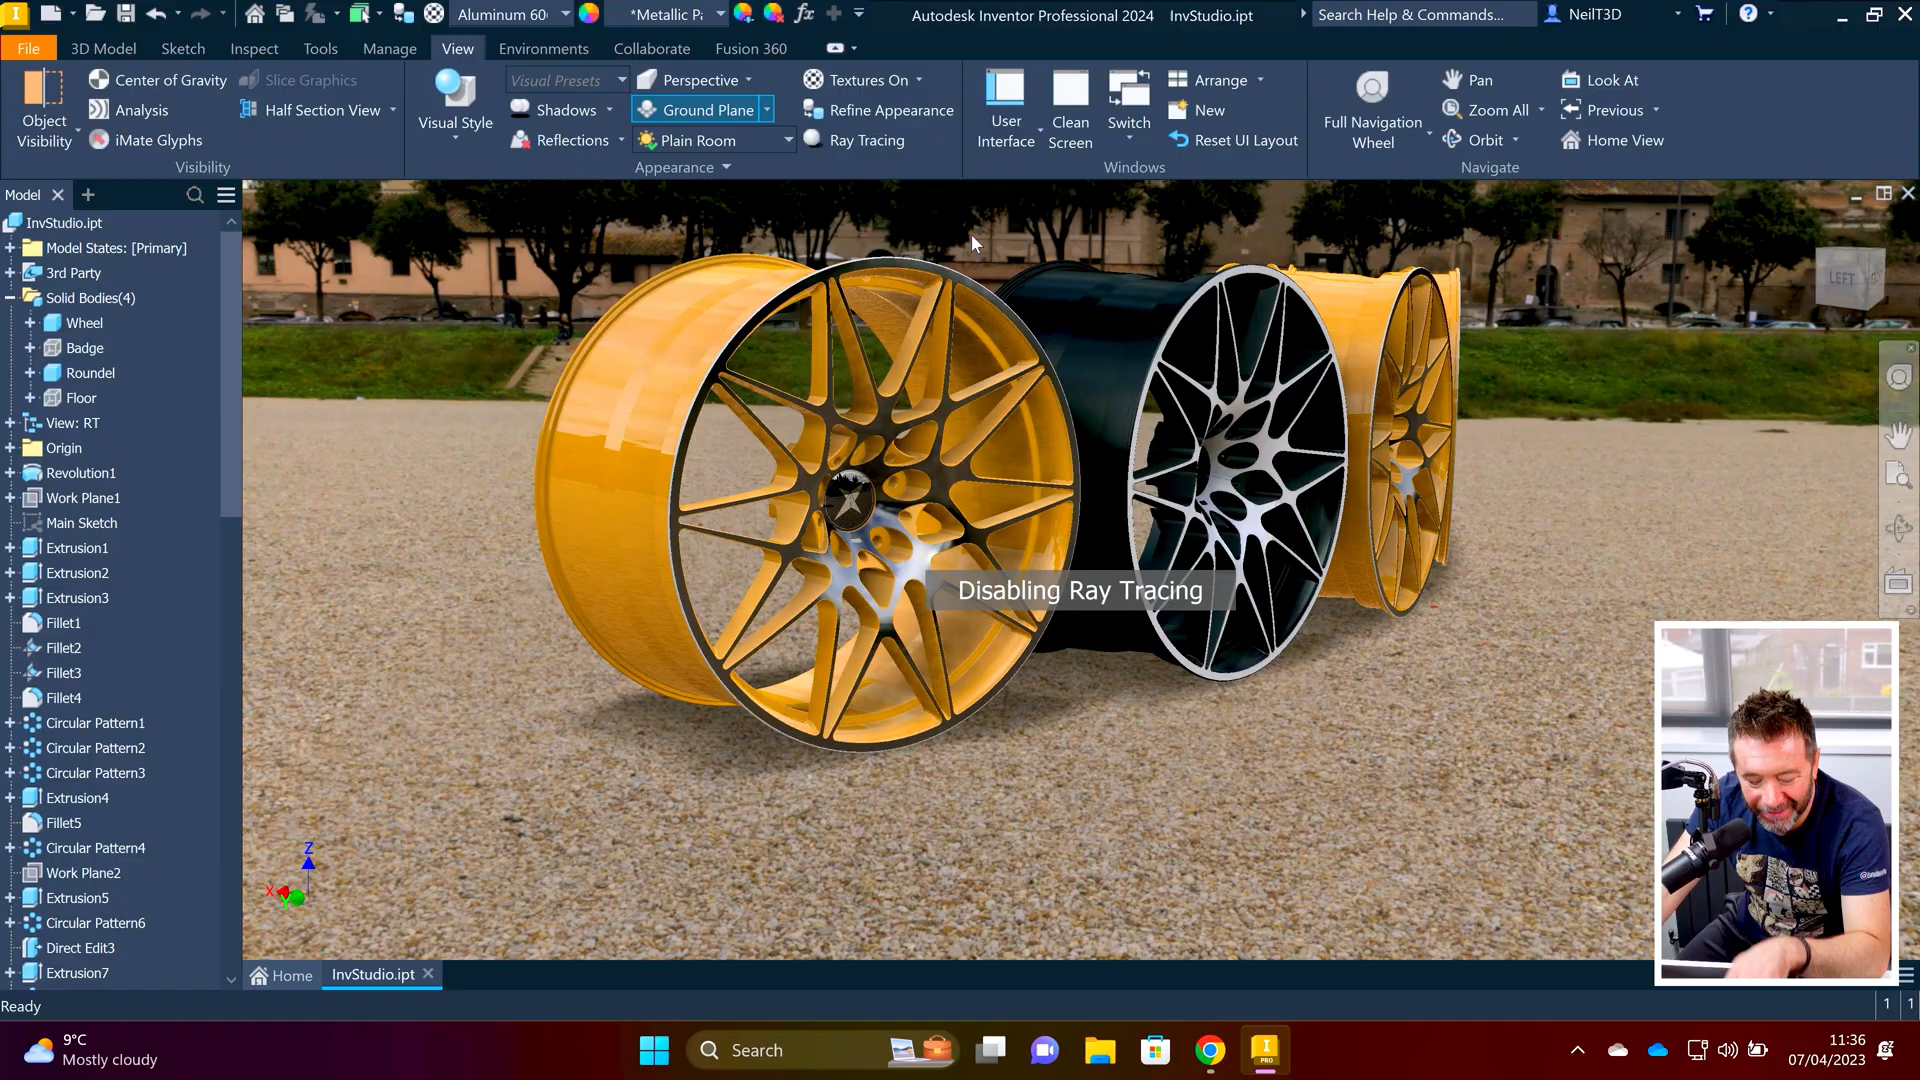 Aluminum 60
*Metallic Pa
Autodesk Inventor Professional 2024 InvStudio.ipt
Search Help & Commands...
NeilT3D
File 3D Model Sketch Inspect Tools Manage View Environments Collaborate Fusion 360
Object Visibility
Center of Gravity
Analysis
iMate Glyphs
Slice Graphics
Half Section View
Visibility
Visual Style
Visual Presets
Shadows
Reflections
Perspective
Ground Plane
Plain Room
Textures On
Refine Appearance
Ray Tracing
Appearance
User Interface
Clean Screen
Switch
Arrange
New
Reset UI Layout
Windows
Full Navigation Wheel
Pan
Zoom All
Orbit
Look At
Previous
Home View
Navigate
Model
InvStudio.ipt
Model States: [Primary]
3rd Party
Solid Bodies(4)
Wheel
Badge
Roundel
Floor
View: RT
Origin
Revolution1
Work Plane1
Main Sketch
Extrusion1
Extrusion2
Extrusion3
Fillet1
Fillet2
Fillet3
Fillet4
Circular Pattern1
Circular Pattern2
Circular Pattern3
Extrusion4
Fillet5
Circular Pattern4
Work Plane2
Extrusion5
Circular Pattern6
Direct Edit3
Extrusion7
LEFT
Disabling Ray Tracing
Z
X
Y
Home
InvStudio.ipt
Ready
1 1
9°C
Mostly cloudy
Search
PRO
11:36
07/04/2023